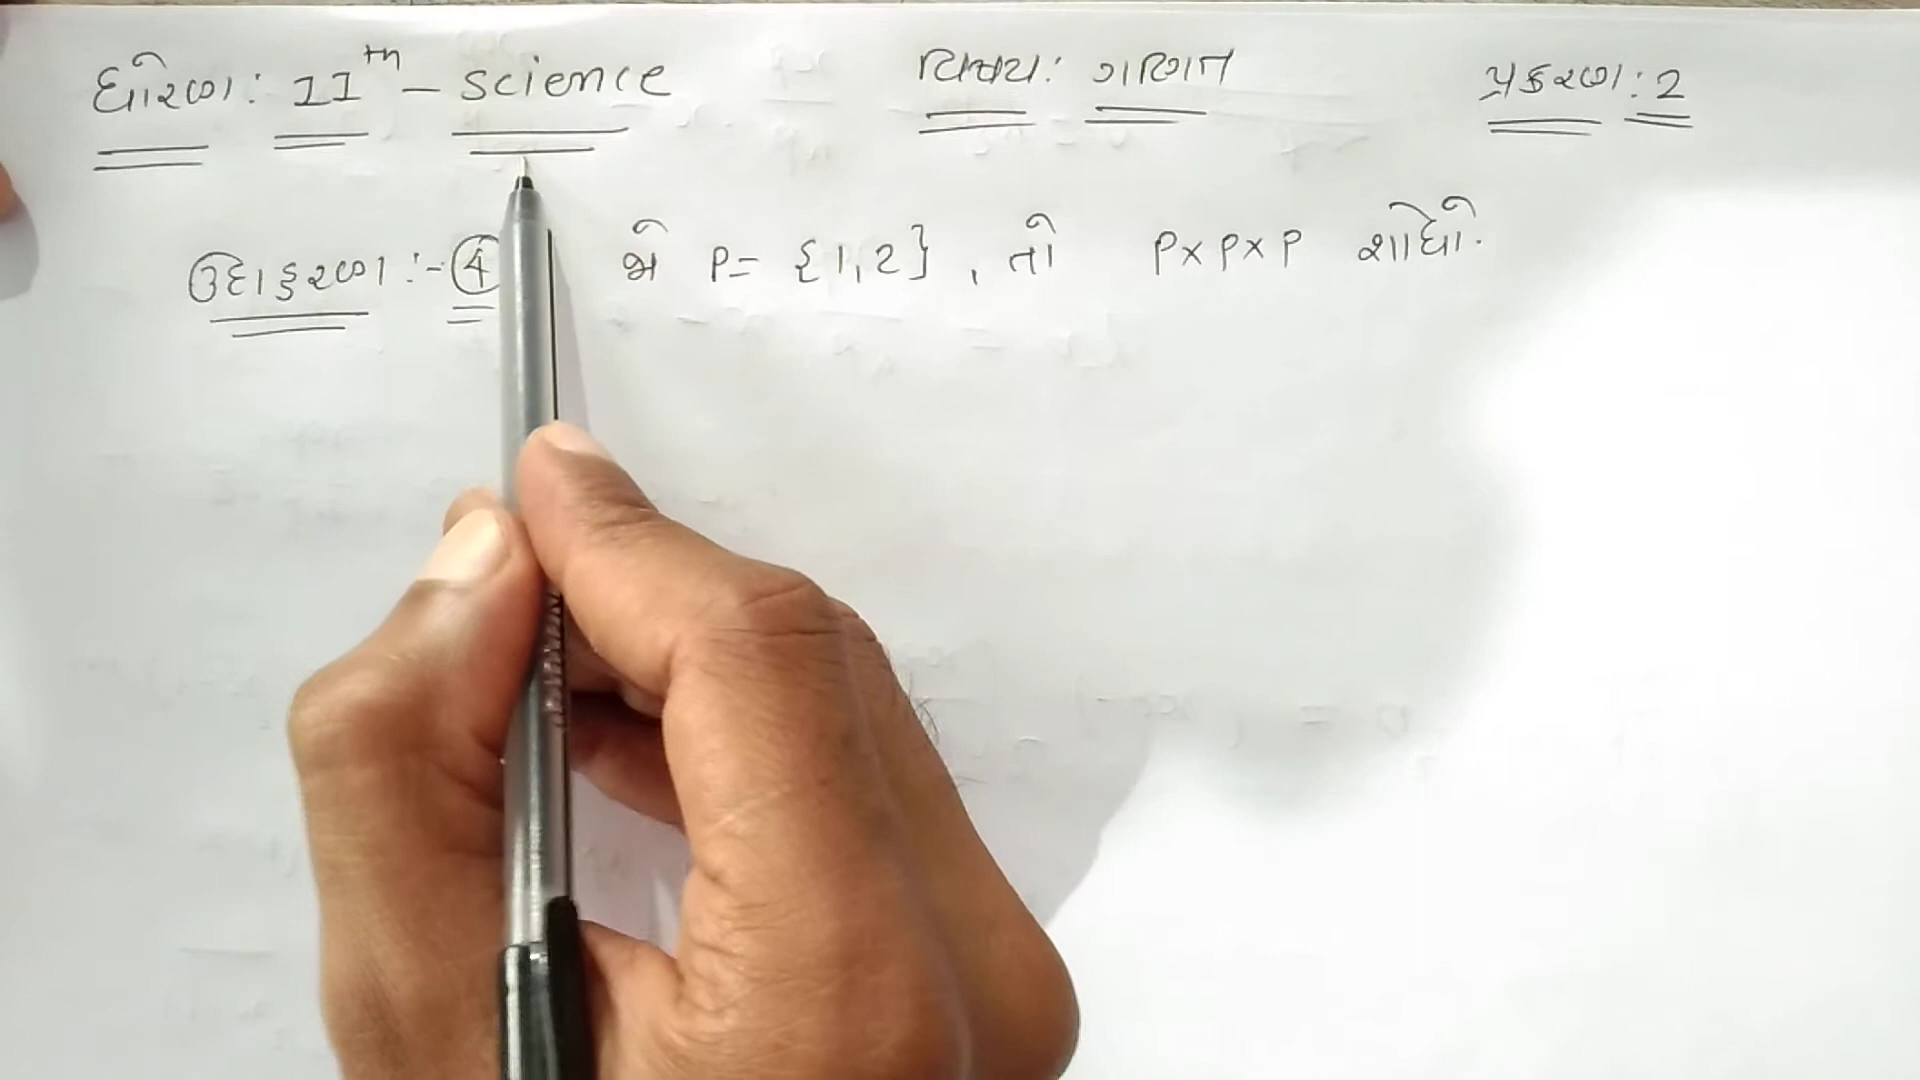 ધોરણ: 11th - science વિષય: ગણિત પ્રકરણ: 2
ઉદાહરણ :- 4 જો P = {1,2} , તો P×P×P શોધો.